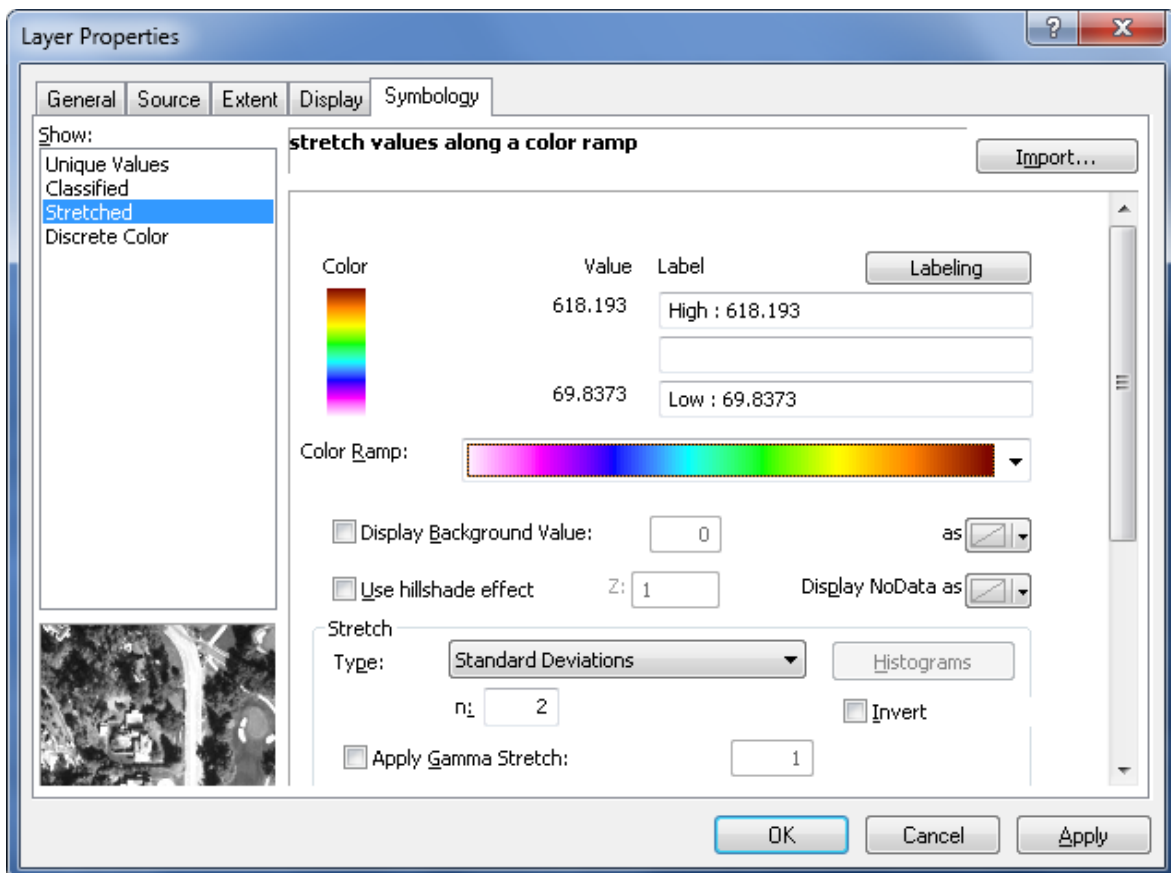 Layer Properties
General Source Extent Display Symbology
Show:
Unique Values
Classified
Stretched
Discrete Color
stretch values along a color ramp
Import...
Color Value Label Labeling
618.193 High : 618.193
69.8373 Low : 69.8373
Color Ramp:
Display Background Value: 0 as
Use hillshade effect Z: 1 Display NoData as
Stretch
Type: Standard Deviations Histograms
n: 2 Invert
Apply Gamma Stretch: 1
OK Cancel Apply